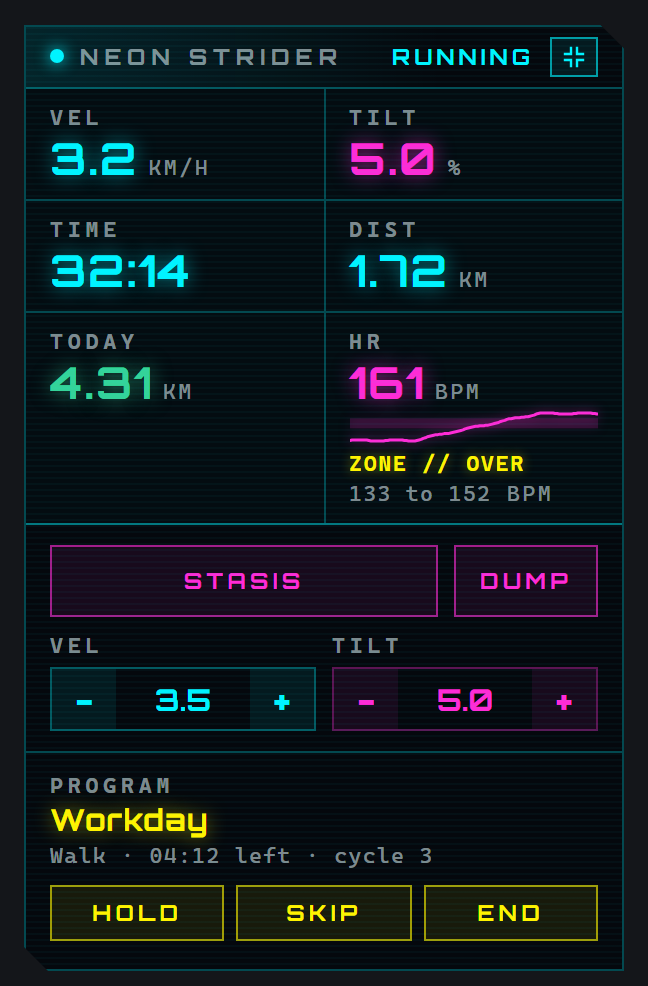 NEON STRIDER RUNNING
VEL
3.2 KM/H
TILT
5.0 %
TIME
32:14
DIST
1.72 KM
TODAY
4.31 KM
HR
161 BPM
ZONE // OVER
133 to 152 BPM
STASIS DUMP
VEL TILT
- 3.5 + - 5.0 +
PROGRAM
Workday
Walk · 04:12 left · cycle 3
HOLD SKIP END